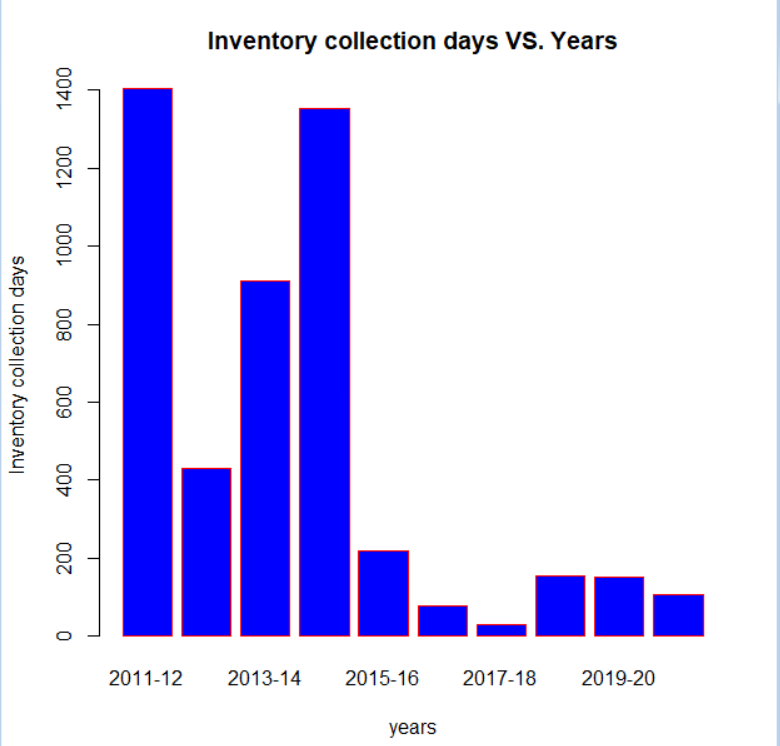 Inventory collection days VS. Years
Inventory collection days
1400
1200
1000
800
600
400
200
0
2011-12 2013-14 2015-16 2017-18 2019-20
years